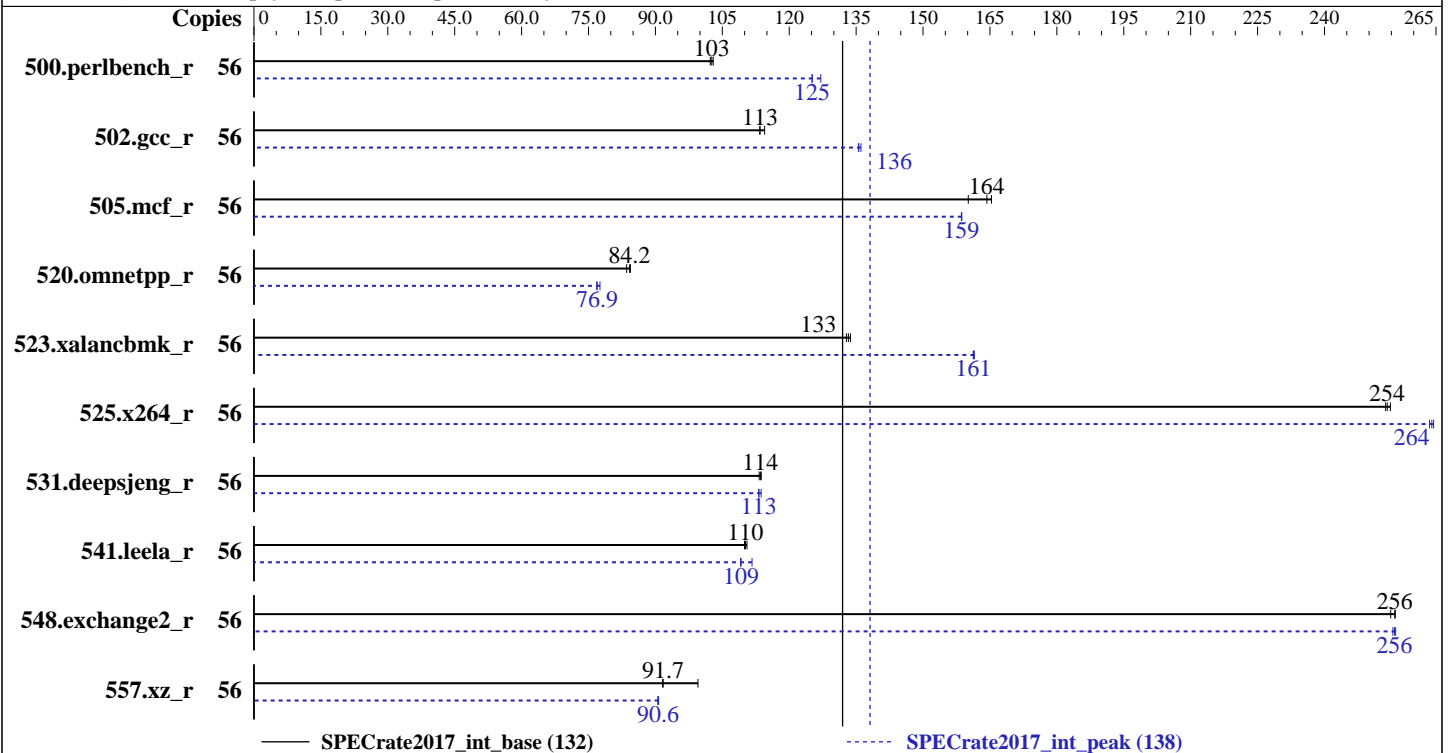 Copies 0 15.0 30.0 45.0 60.0 75.0 90.0 105 120 135 150 165 180 195 210 225 240 265
500.perlbench_r 56 103
125
502.gcc_r 56 113
136
505.mcf_r 56 164
159
520.omnetpp_r 56 84.2
76.9
523.xalancbmk_r 56 133
161
525.x264_r 56 254
264
531.deepsjeng_r 56 114
113
541.leela_r 56 110
109
548.exchange2_r 56 256
256
557.xz_r 56 91.7
90.6
SPECrate2017_int_base (132) SPECrate2017_int_peak (138)